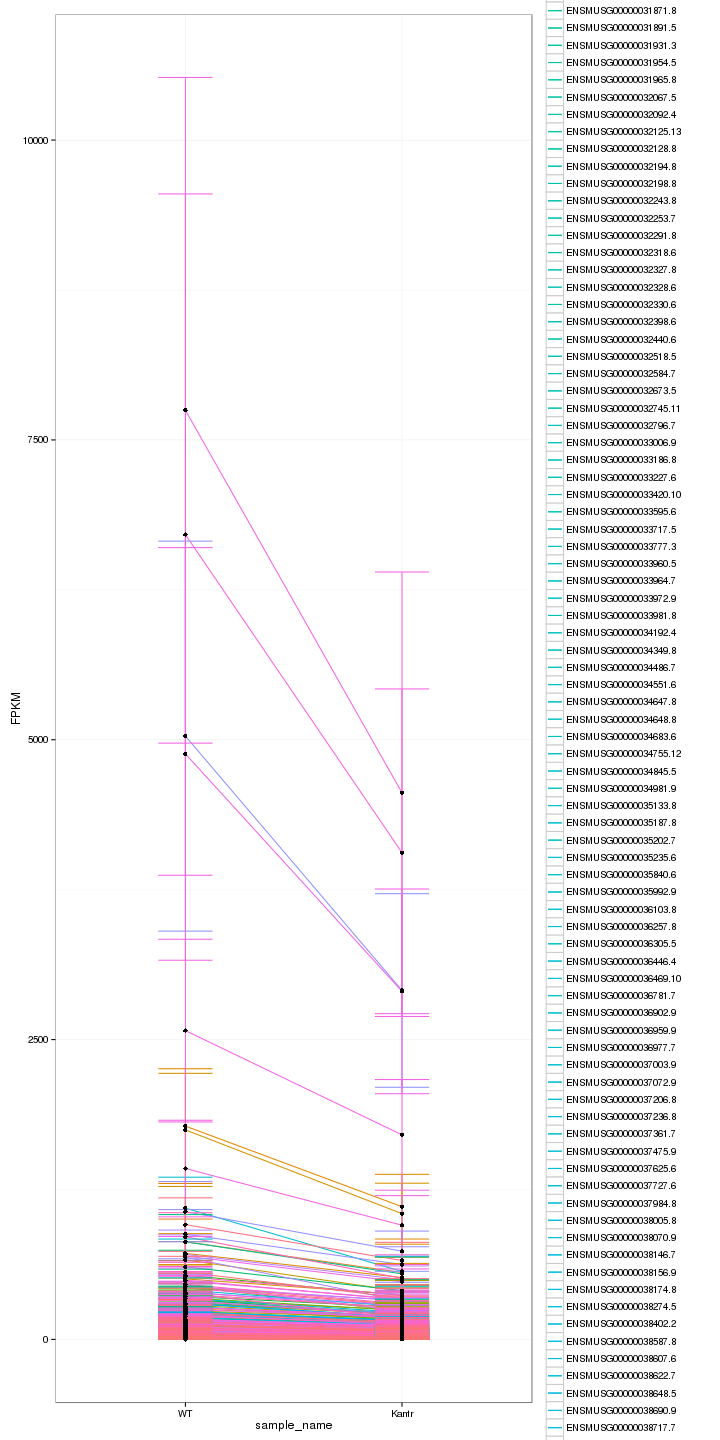 10000
7500
5000
2500
0
FPKM
WT
Kantr
sample_name
ENSMUSG00000031871.8
ENSMUSG00000031891.5
ENSMUSG00000031931.3
ENSMUSG00000031954.5
ENSMUSG00000031965.8
ENSMUSG00000032067.5
ENSMUSG00000032092.4
ENSMUSG00000032125.13
ENSMUSG00000032128.8
ENSMUSG00000032194.8
ENSMUSG00000032198.8
ENSMUSG00000032243.8
ENSMUSG00000032253.7
ENSMUSG00000032291.8
ENSMUSG00000032318.6
ENSMUSG00000032327.8
ENSMUSG00000032328.6
ENSMUSG00000032330.6
ENSMUSG00000032398.6
ENSMUSG00000032440.6
ENSMUSG00000032518.5
ENSMUSG00000032584.7
ENSMUSG00000032673.5
ENSMUSG00000032745.11
ENSMUSG00000032796.7
ENSMUSG00000033006.9
ENSMUSG00000033186.8
ENSMUSG00000033227.6
ENSMUSG00000033420.10
ENSMUSG00000033595.6
ENSMUSG00000033717.5
ENSMUSG00000033777.3
ENSMUSG00000033960.5
ENSMUSG00000033964.7
ENSMUSG00000033972.9
ENSMUSG00000033981.8
ENSMUSG00000034192.4
ENSMUSG00000034349.8
ENSMUSG00000034486.7
ENSMUSG00000034551.6
ENSMUSG00000034647.8
ENSMUSG00000034648.8
ENSMUSG00000034683.6
ENSMUSG00000034755.12
ENSMUSG00000034845.5
ENSMUSG00000034981.9
ENSMUSG00000035133.8
ENSMUSG00000035187.8
ENSMUSG00000035202.7
ENSMUSG00000035235.6
ENSMUSG00000035840.6
ENSMUSG00000035992.9
ENSMUSG00000036103.8
ENSMUSG00000036257.8
ENSMUSG00000036305.5
ENSMUSG00000036446.4
ENSMUSG00000036469.10
ENSMUSG00000036781.7
ENSMUSG00000036902.9
ENSMUSG00000036959.9
ENSMUSG00000036977.7
ENSMUSG00000037003.9
ENSMUSG00000037072.9
ENSMUSG00000037206.8
ENSMUSG00000037236.8
ENSMUSG00000037361.7
ENSMUSG00000037475.9
ENSMUSG00000037625.6
ENSMUSG00000037727.6
ENSMUSG00000037984.8
ENSMUSG00000038005.8
ENSMUSG00000038070.9
ENSMUSG00000038146.7
ENSMUSG00000038156.9
ENSMUSG00000038174.8
ENSMUSG00000038274.5
ENSMUSG00000038402.2
ENSMUSG00000038587.8
ENSMUSG00000038607.6
ENSMUSG00000038622.7
ENSMUSG00000038648.5
ENSMUSG00000038690.9
ENSMUSG00000038717.7